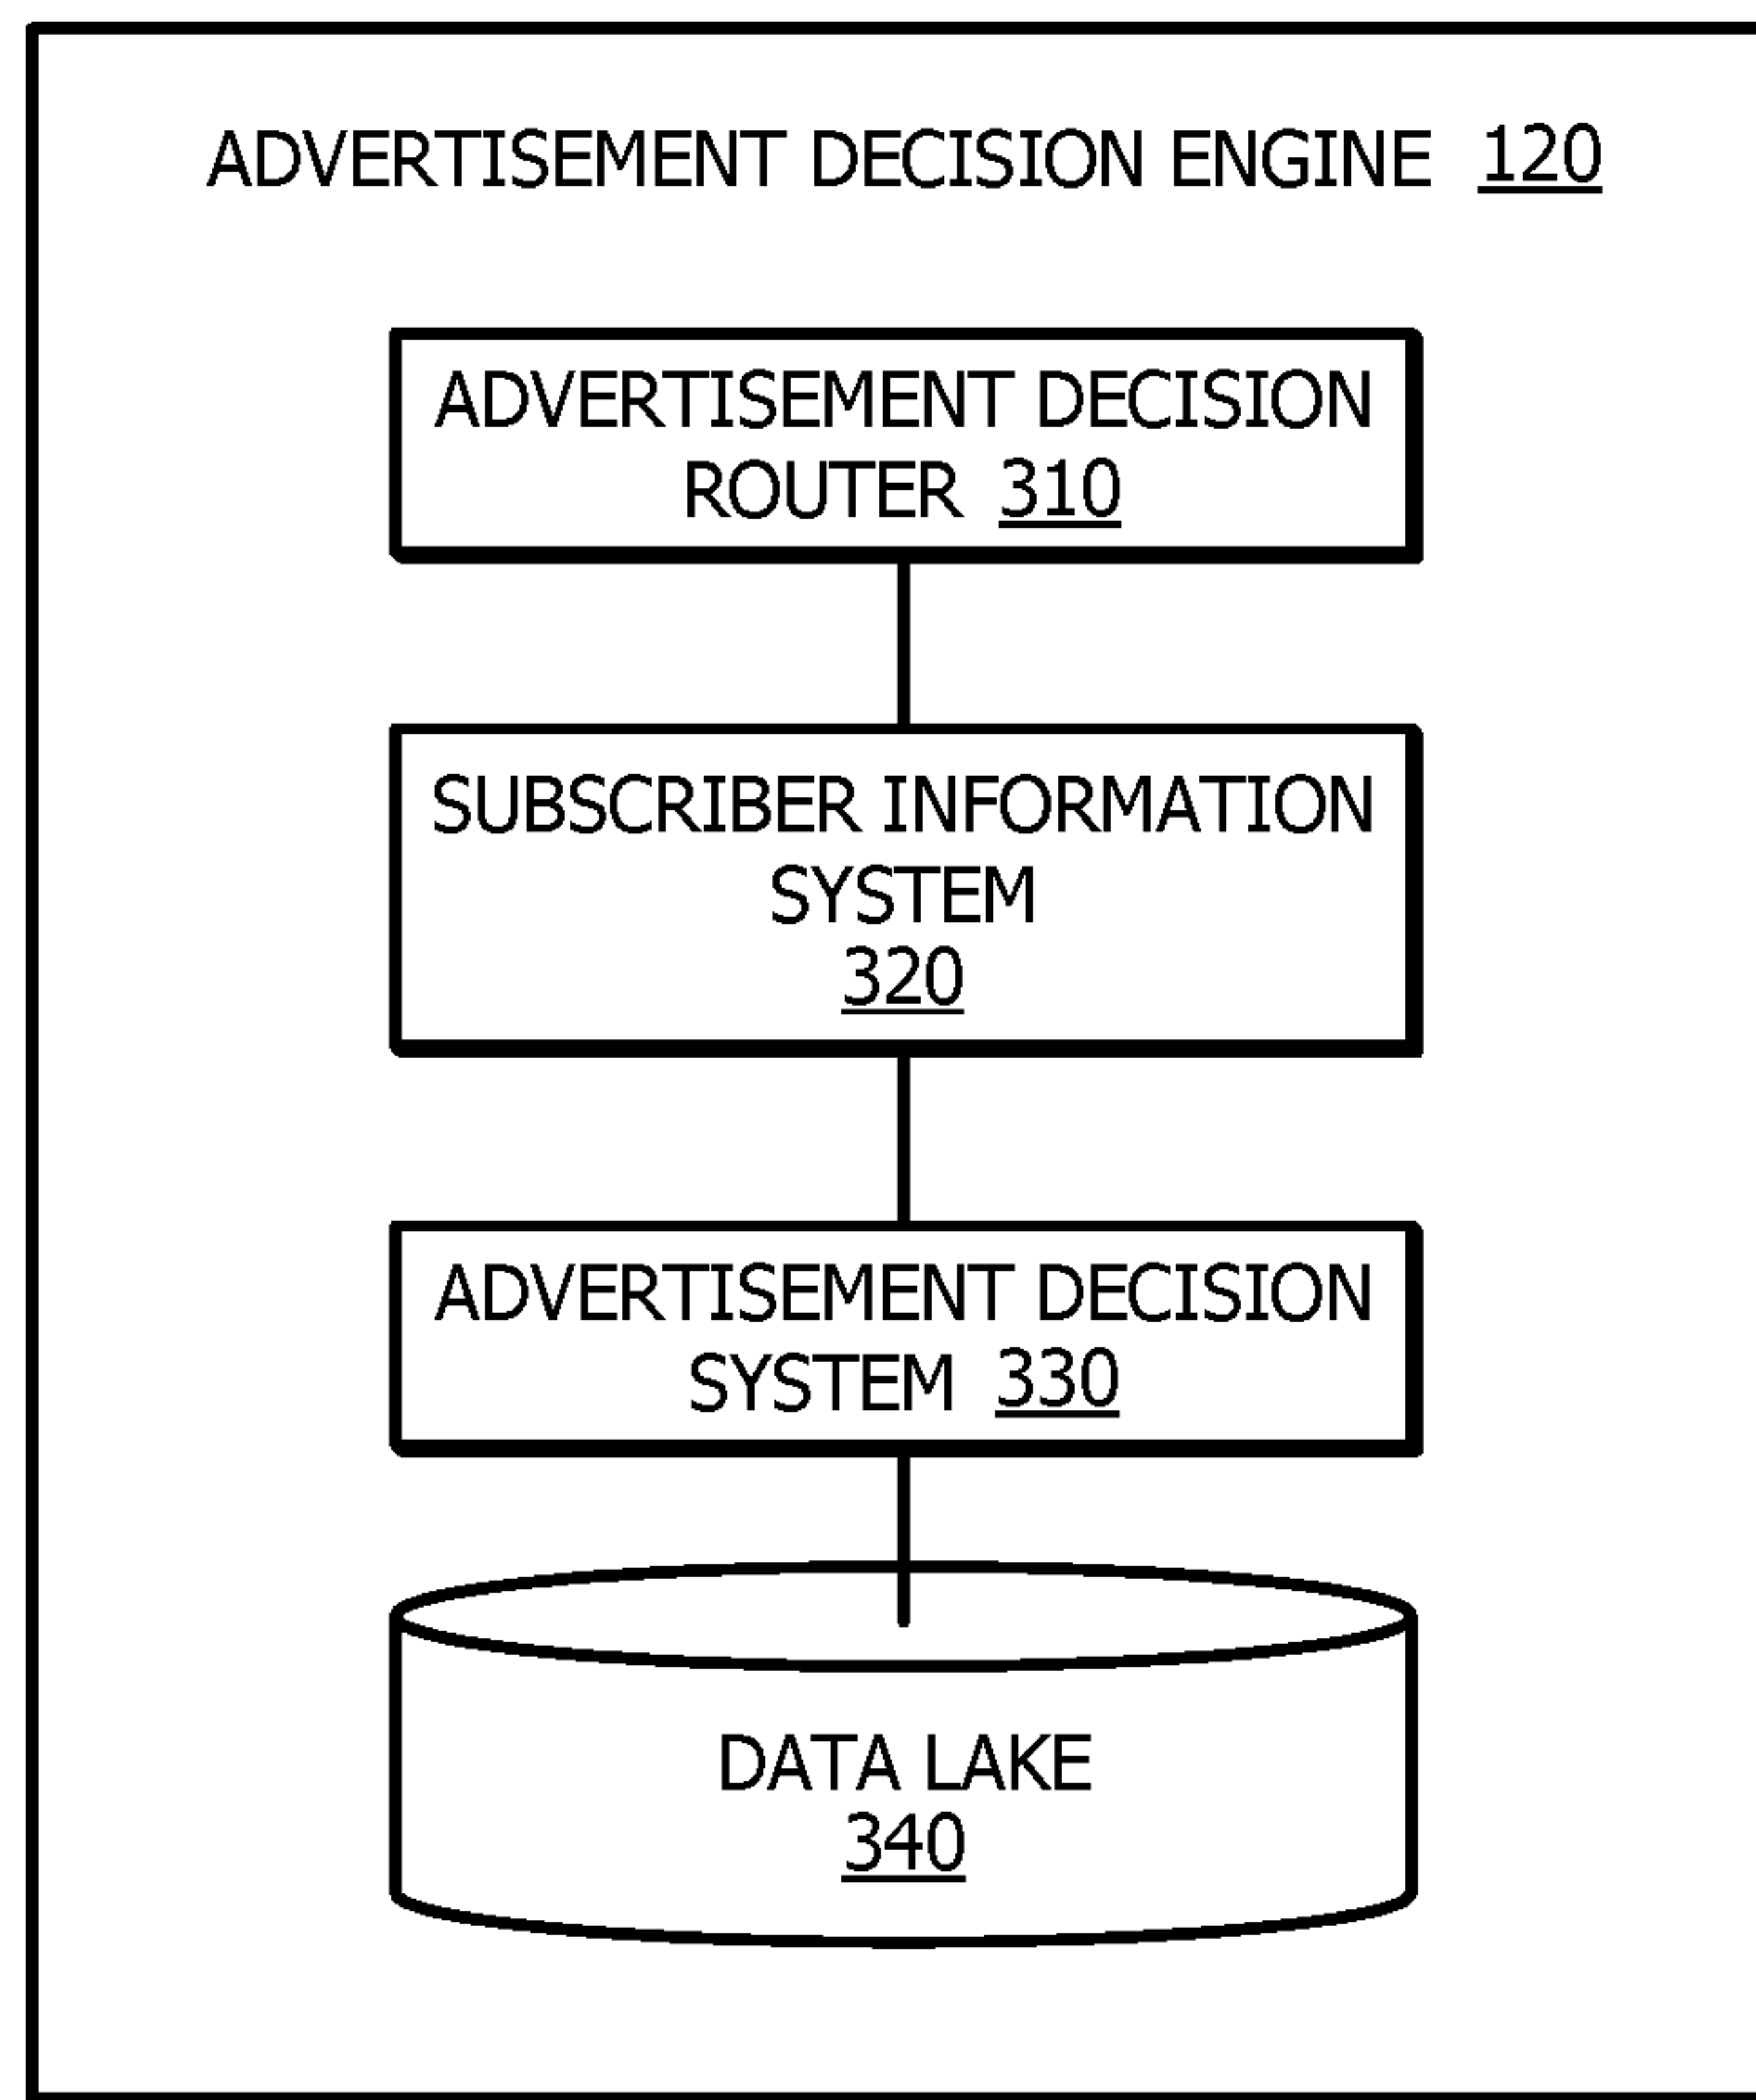 ADVERTISEMENT DECISION ENGINE 120
ADVERTISEMENT DECISION
ROUTER 310
SUBSCRIBER INFORMATION
SYSTEM
320
ADVERTISEMENT DECISION
SYSTEM 330
DATA LAKE
340